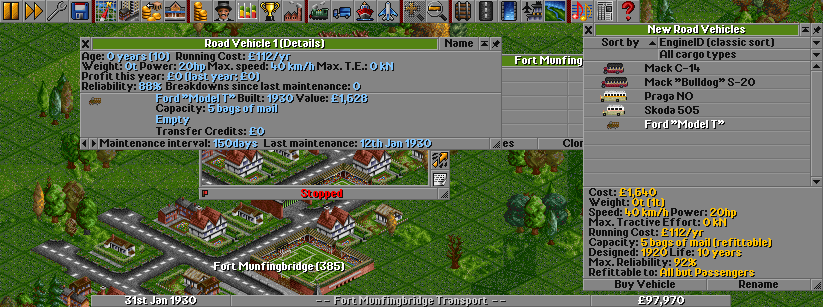 Road Vehicle 1 (Details)
Name
Age: 0 years (10) Running Cost: £112/yr
Weight: 0t Power: 20hp Max. speed: 40 km/h Max. T.E.: 0 kN
Profit this year: £0 (last year: £0)
Reliability: 88% Breakdowns since last maintenance: 0
Ford "Model T" Built: 1930 Value: £1,628
Capacity: 5 bags of mail
Empty
Transfer Credits: £0
Maintenance interval: 150days Last maintenance: 12th Jan 1930
Fort Munfing
es
Clon
Stopped
Fort Munfingbridge (385)
New Road Vehicles
Sort by
EngineID (classic sort)
All cargo types
Mack C-14
Mack "Bulldog" S-20
Praga NO
Skoda 505
Ford "Model T"
Cost: £1,640
Weight: 0t (1t)
Speed: 40 km/h Power: 20hp
Max. Tractive Effort: 0 kN
Running Cost: £112/yr
Capacity: 5 bags of mail (refittable)
Designed: 1920 Life: 10 years
Max. Reliability: 92%
Refittable to: All but Passengers
Buy Vehicle
Rename
31st Jan 1930
-- Fort Munfingbridge Transport --
£97,970